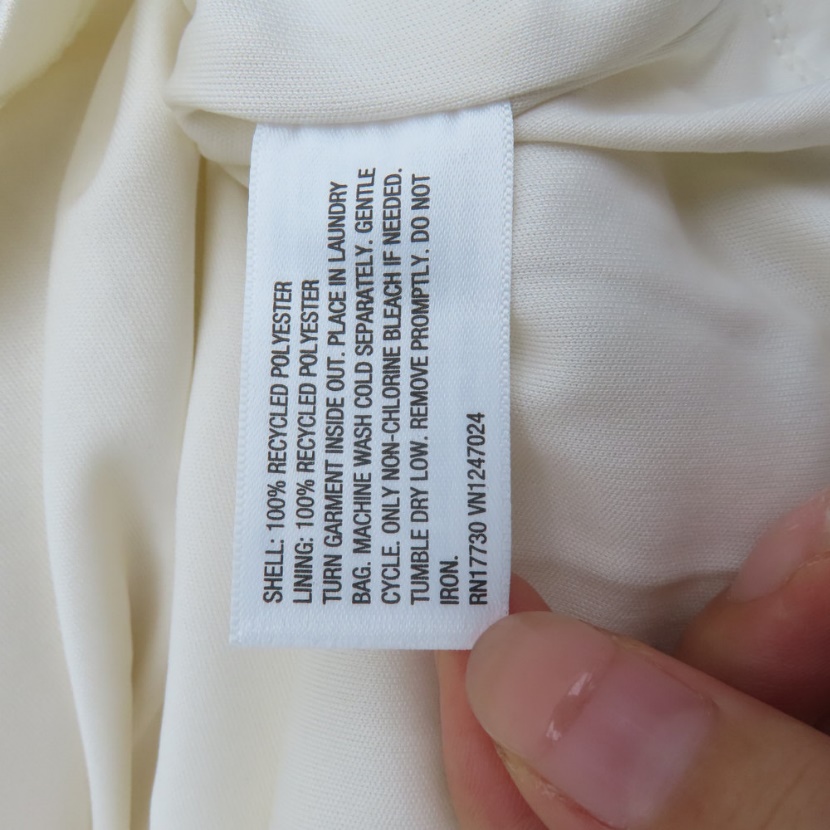 SHELL: 100% RECYCLED POLYESTER
LINING: 100% RECYCLED POLYESTER
TURN GARMENT INSIDE OUT. PLACE IN LAUNDRY
BAG. MACHINE WASH COLD SEPARATELY. GENTLE
CYCLE. ONLY NON-CHLORINE BLEACH IF NEEDED.
TUMBLE DRY LOW. REMOVE PROMPTLY. DO NOT
IRON.
RN17730 VN1247024